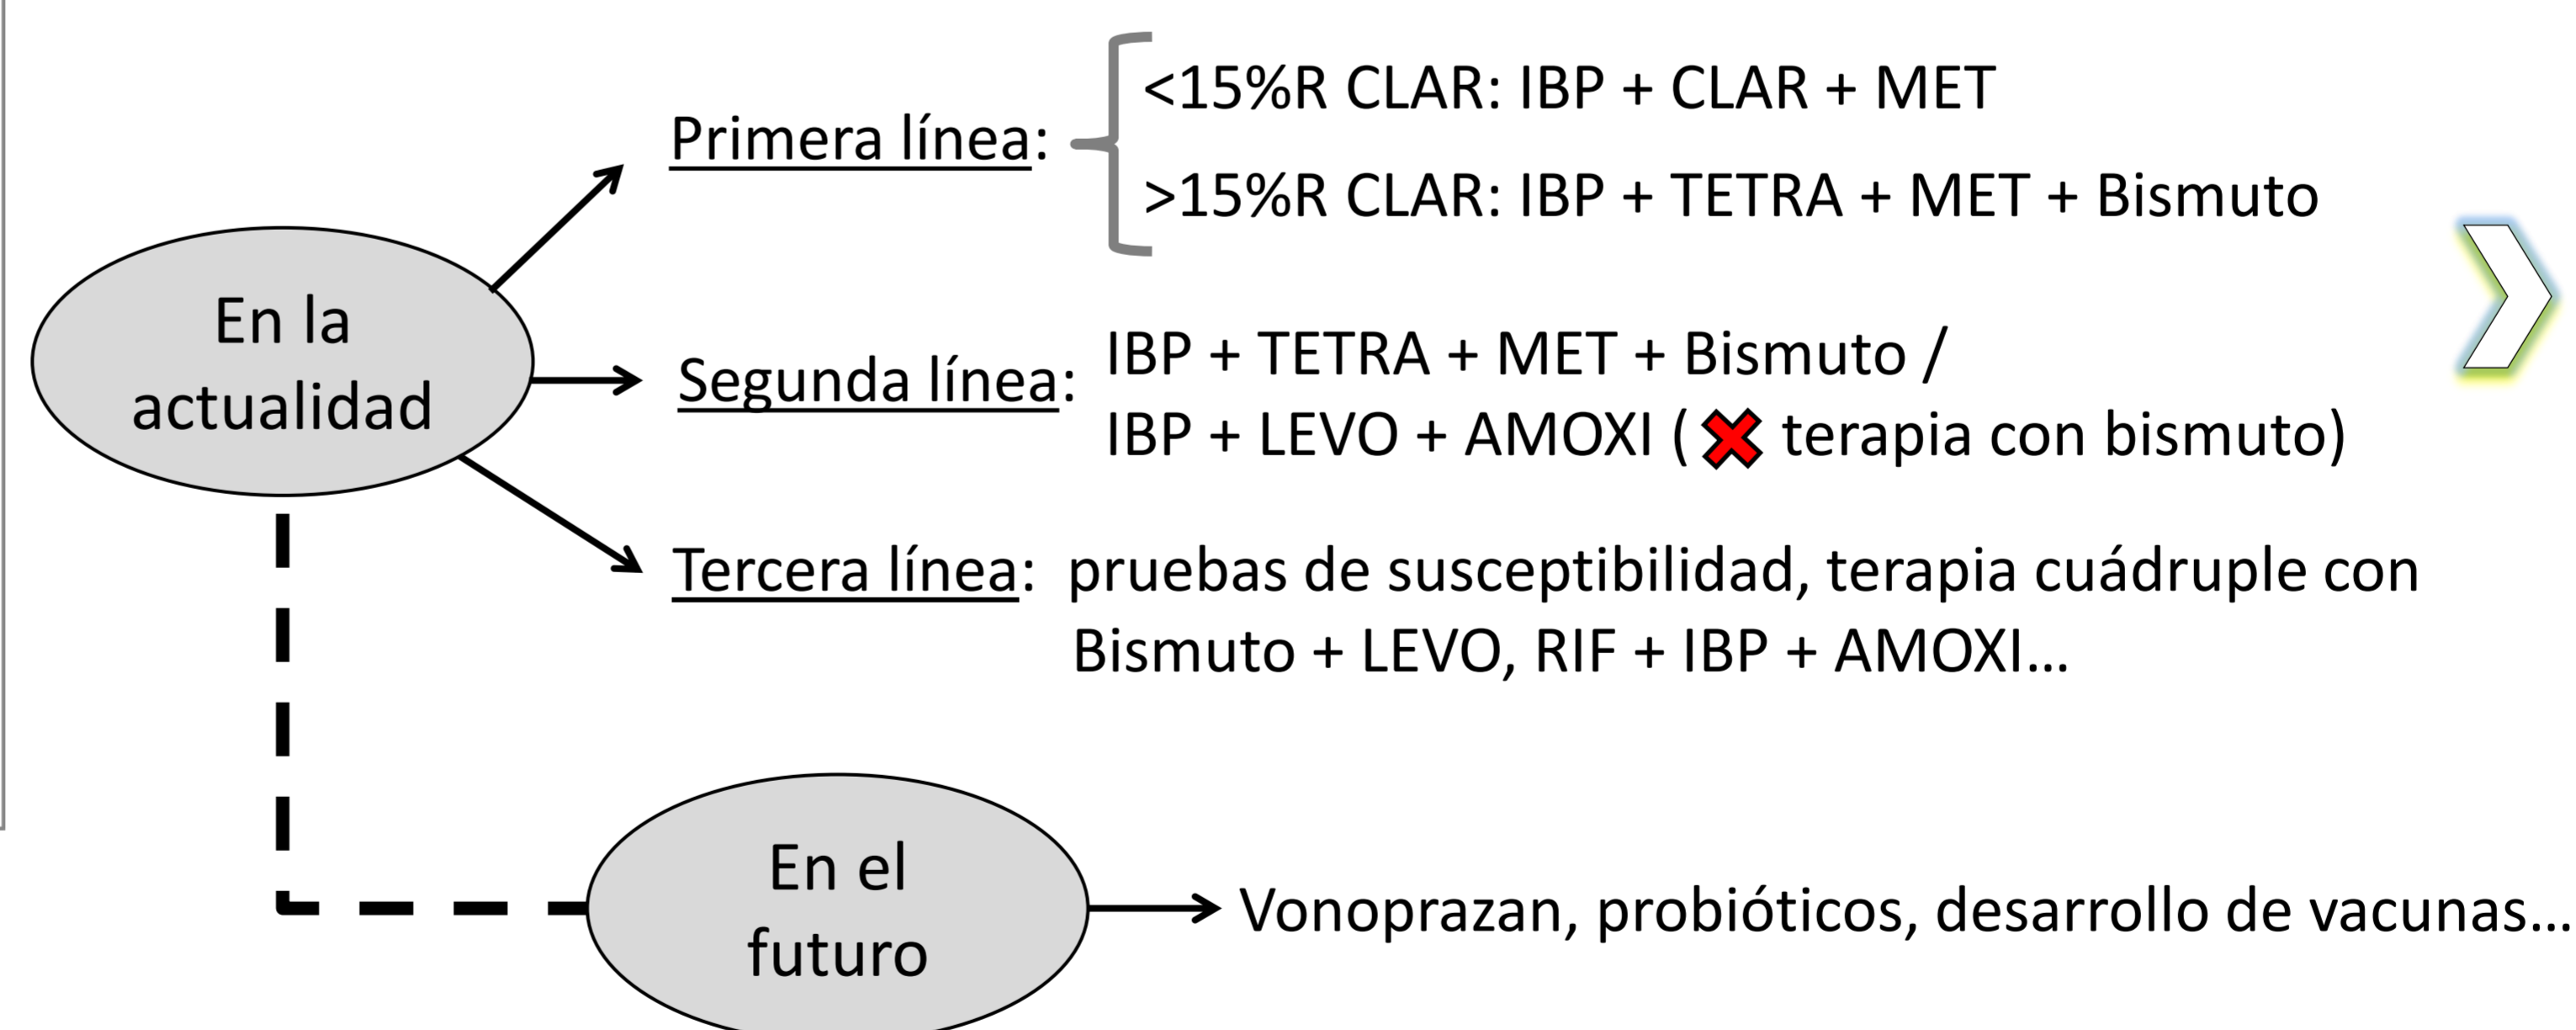 En la
actualidad
Primera línea:
<15%R CLAR: IBP + CLAR + MET
>15%R CLAR: IBP + TETRA + MET + Bismuto
Segunda línea:
IBP + TETRA + MET + Bismuto /
IBP + LEVO + AMOXI ( terapia con bismuto)
Tercera línea: pruebas de susceptibilidad, terapia cuádruple con
Bismuto + LEVO, RIF + IBP + AMOXI...
En el
futuro
Vonoprazan, probióticos, desarrollo de vacunas...